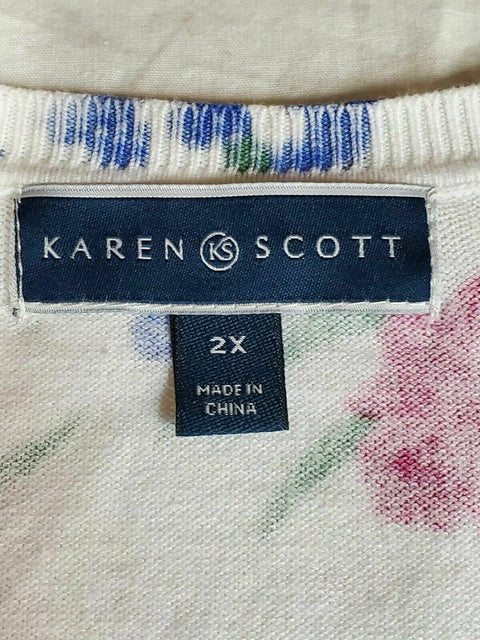 KAREN KS SCOTT
2X
MADE IN
CHINA